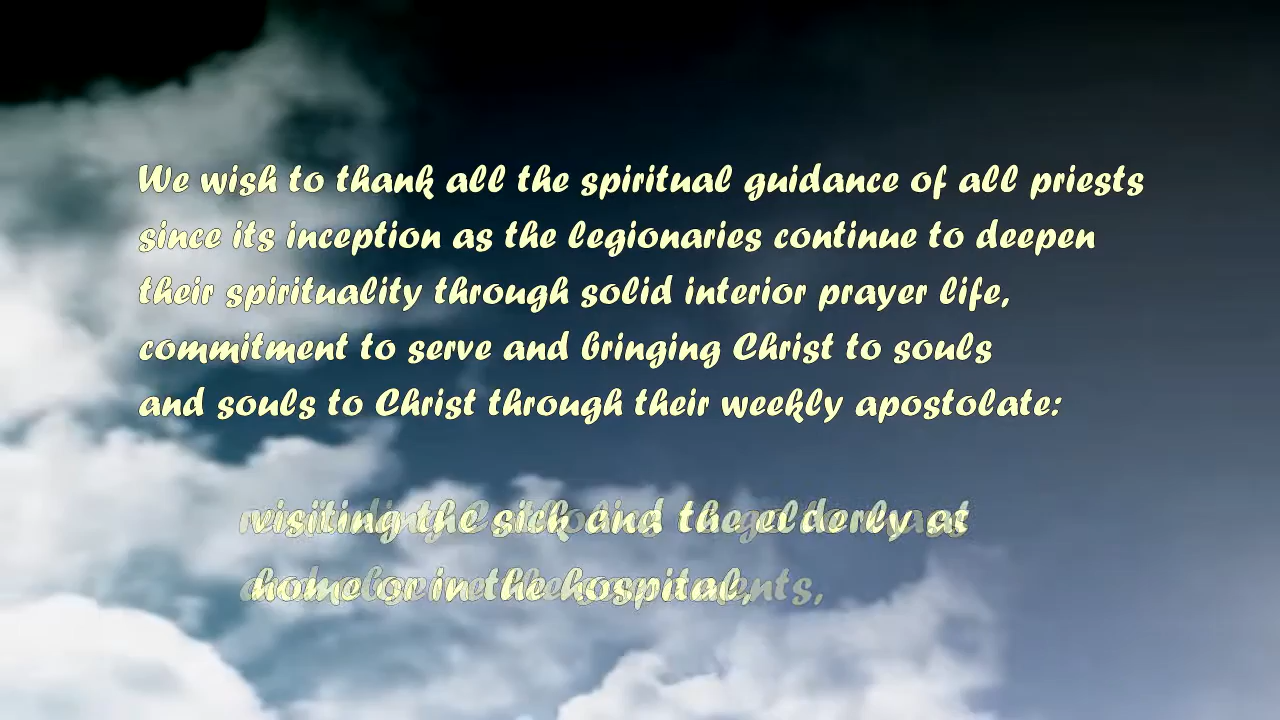 We wish to thank all the spiritual guidance of all priests
since its inception as the legionaries continue to deepen
their spirituality through solid interior prayer life,
commitment to serve and bringing Christ to souls
and souls to Christ through their weekly apostolate:
visiting the sick and the elderly at
home or in the hospital,